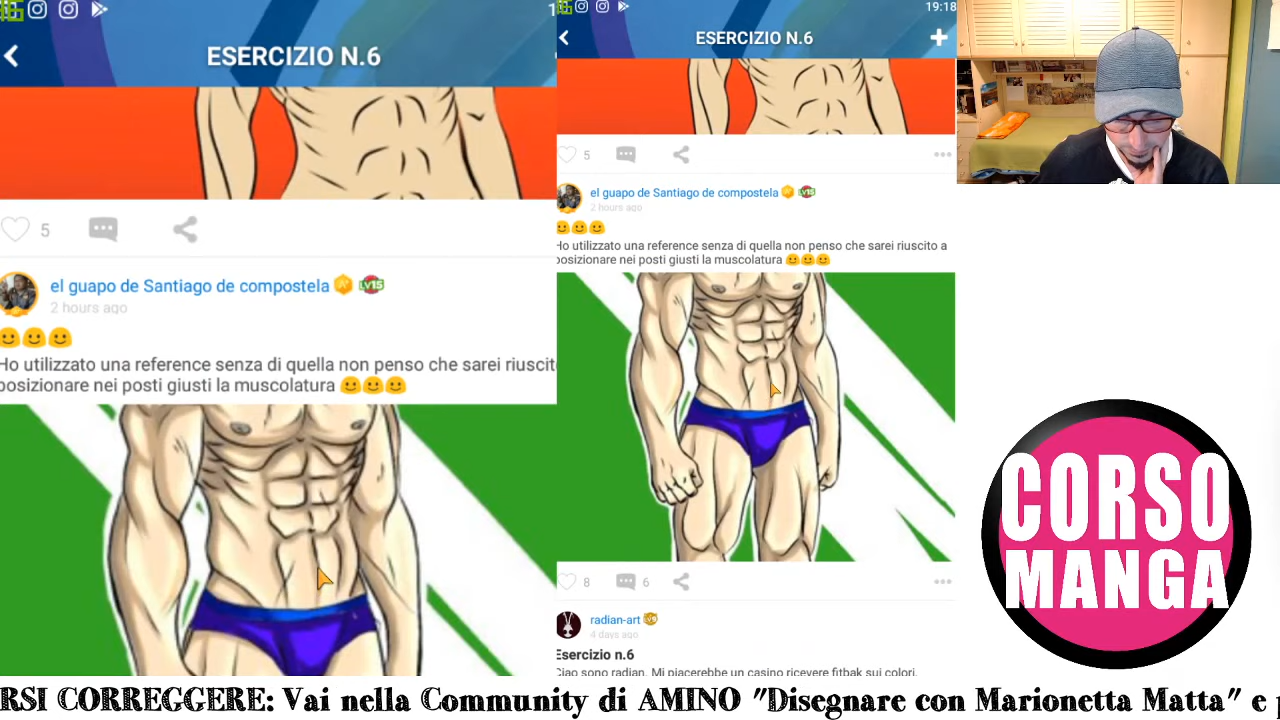 ESERCIZIO N.6
5
el guapo de Santiago de compostela
LV15
2 hours ago
Ho utilizzato una reference senza di quella non penso che sarei riuscit
posizionare nei posti giusti la muscolatura
19:18
ESERCIZIO N.6
5
el guapo de Santiago de compostela
LV15
2 hours ago
Ho utilizzato una reference senza di quella non penso che sarei riuscito a
posizionare nei posti giusti la muscolatura
8
6
radian-art
4 days ago
Esercizio n.6
Ciao sono radian. Mi piacerebbe un casino ricevere fitbak sui colori.
CORSO
MANGA
RSI CORREGGERE: Vai nella Community di AMINO "Disegnare con Marionetta Matta" e